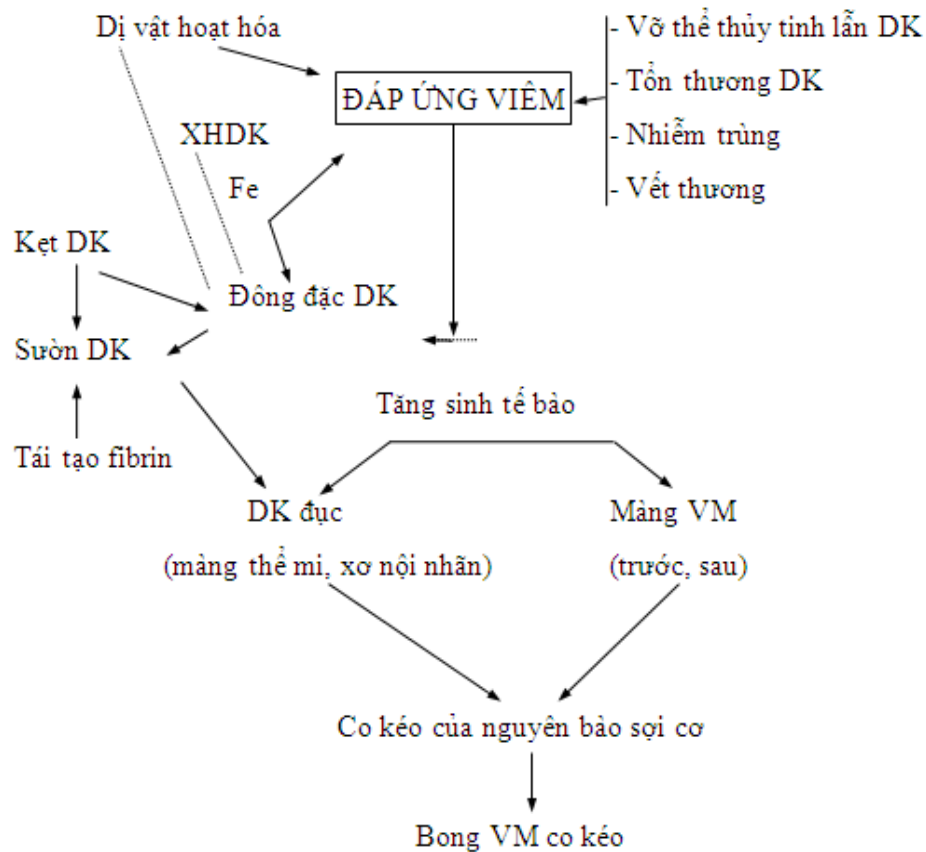 Dị vật hoạt hóa
- Vỡ thể thủy tinh lẫn DK
- Tổn thương DK
ĐÁP ỨNG VIÊM
XHDK
- Nhiễm trùng
Fe
- Vết thương
Kẹt DK
Đông đặc DK
Sườn DK
Tăng sinh tế bào
Tái tạo fibrin
DK đục
Màng VM
(màng thể mi, xơ nội nhãn)
(trước, sau)
Co kéo của nguyên bào sợi cơ
Bong VM co kéo